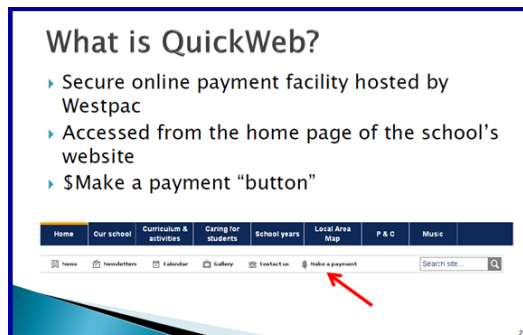 What is QuickWeb?
Secure online payment facility hosted by
Westpac
Accessed from the home page of the school's
website
$Make a payment “button”
Home Our school Curriculum & activities Caring for students School years Local Area Map P & C Music
News Newsletters Calendar Gallery Contact us Make a payment Search site...
2